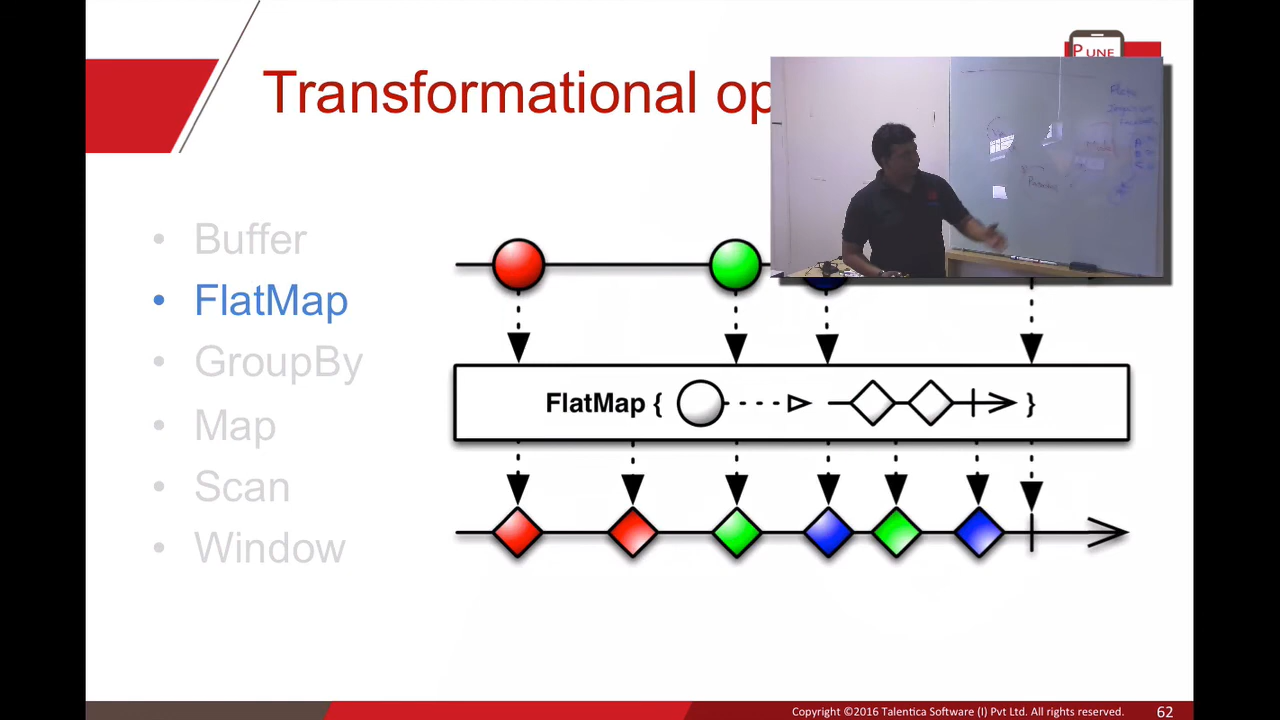 PUNE
Transformational op
• Buffer
• FlatMap
• GroupBy
• Map
• Scan
• Window
FlatMap { }
Copyright ©2016 Talentica Software (I) Pvt Ltd. All rights reserved. 62